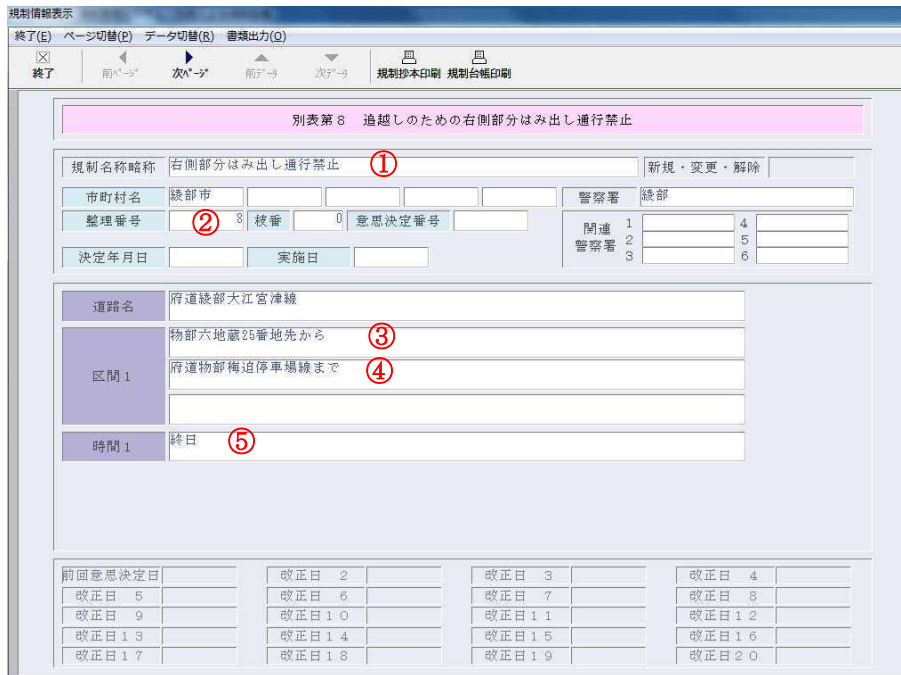 規制情報表示
終了(E) ページ切替(P) データ切替(R) 書類出力(O)
終了 前ページ 次ページ 前データ 次データ 規制抄本印刷 規制台帳印刷
別表第8 追越しのための右側部分はみ出し通行禁止
規制名称略称 右側部分はみ出し通行禁止 ① 新規・変更・解除
市町村名 綾部市 警察署 綾部
整理番号 ② 8 枝番 0 意思決定番号
関連警察署 1 2 3 4 5 6
決定年月日 実施日
道路名 府道綾部大江宮津線
区間1 物部六地蔵25番地先から ③
府道物部梅迫停車場線まで ④
時間1 終日 ⑤
前回意思決定日 改正日 2 改正日 3 改正日 4
改正日 5 改正日 6 改正日 7 改正日 8
改正日 9 改正日10 改正日11 改正日12
改正日13 改正日14 改正日15 改正日16
改正日17 改正日18 改正日19 改正日20